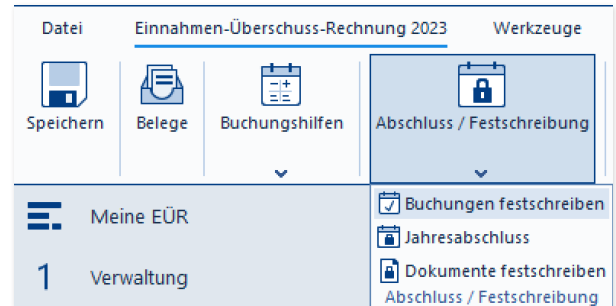 Datei Einnahmen-Überschuss-Rechnung 2023 Werkzeuge
Speichern Belege Buchungshilfen Abschluss / Festschreibung
Meine EÜR
1 Verwaltung
Buchungen festschreiben
Jahresabschluss
Dokumente festschreiben
Abschluss / Festschreibung